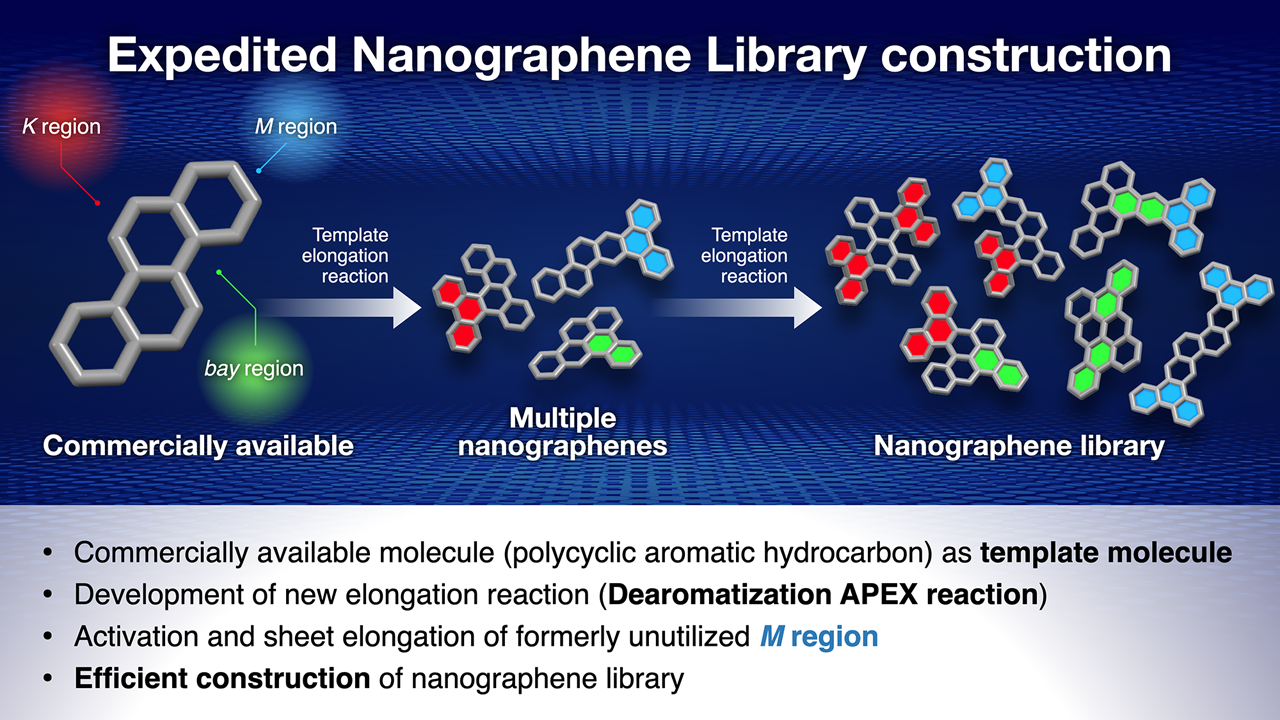 Expedited Nanographene Library construction
K region
M region
bay region
Commercially available
Template
elongation
reaction
Multiple
nanographenes
Template
elongation
reaction
Nanographene library
• Commercially available molecule (polycyclic aromatic hydrocarbon) as template molecule
• Development of new elongation reaction (Dearomatization APEX reaction)
• Activation and sheet elongation of formerly unutilized M region
• Efficient construction of nanographene library